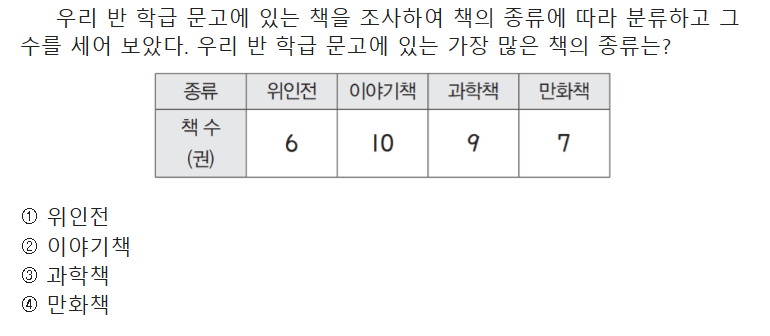 우리 반 학급 문고에 있는 책을 조사하여 책의 종류에 따라 분류하고 그
수를 세어 보았다. 우리 반 학급 문고에 있는 가장 많은 책의 종류는?
종류 위인전 이야기책 과학책 만화책
책 수
(권) 6 10 9 7
① 위인전
② 이야기책
③ 과학책
④ 만화책